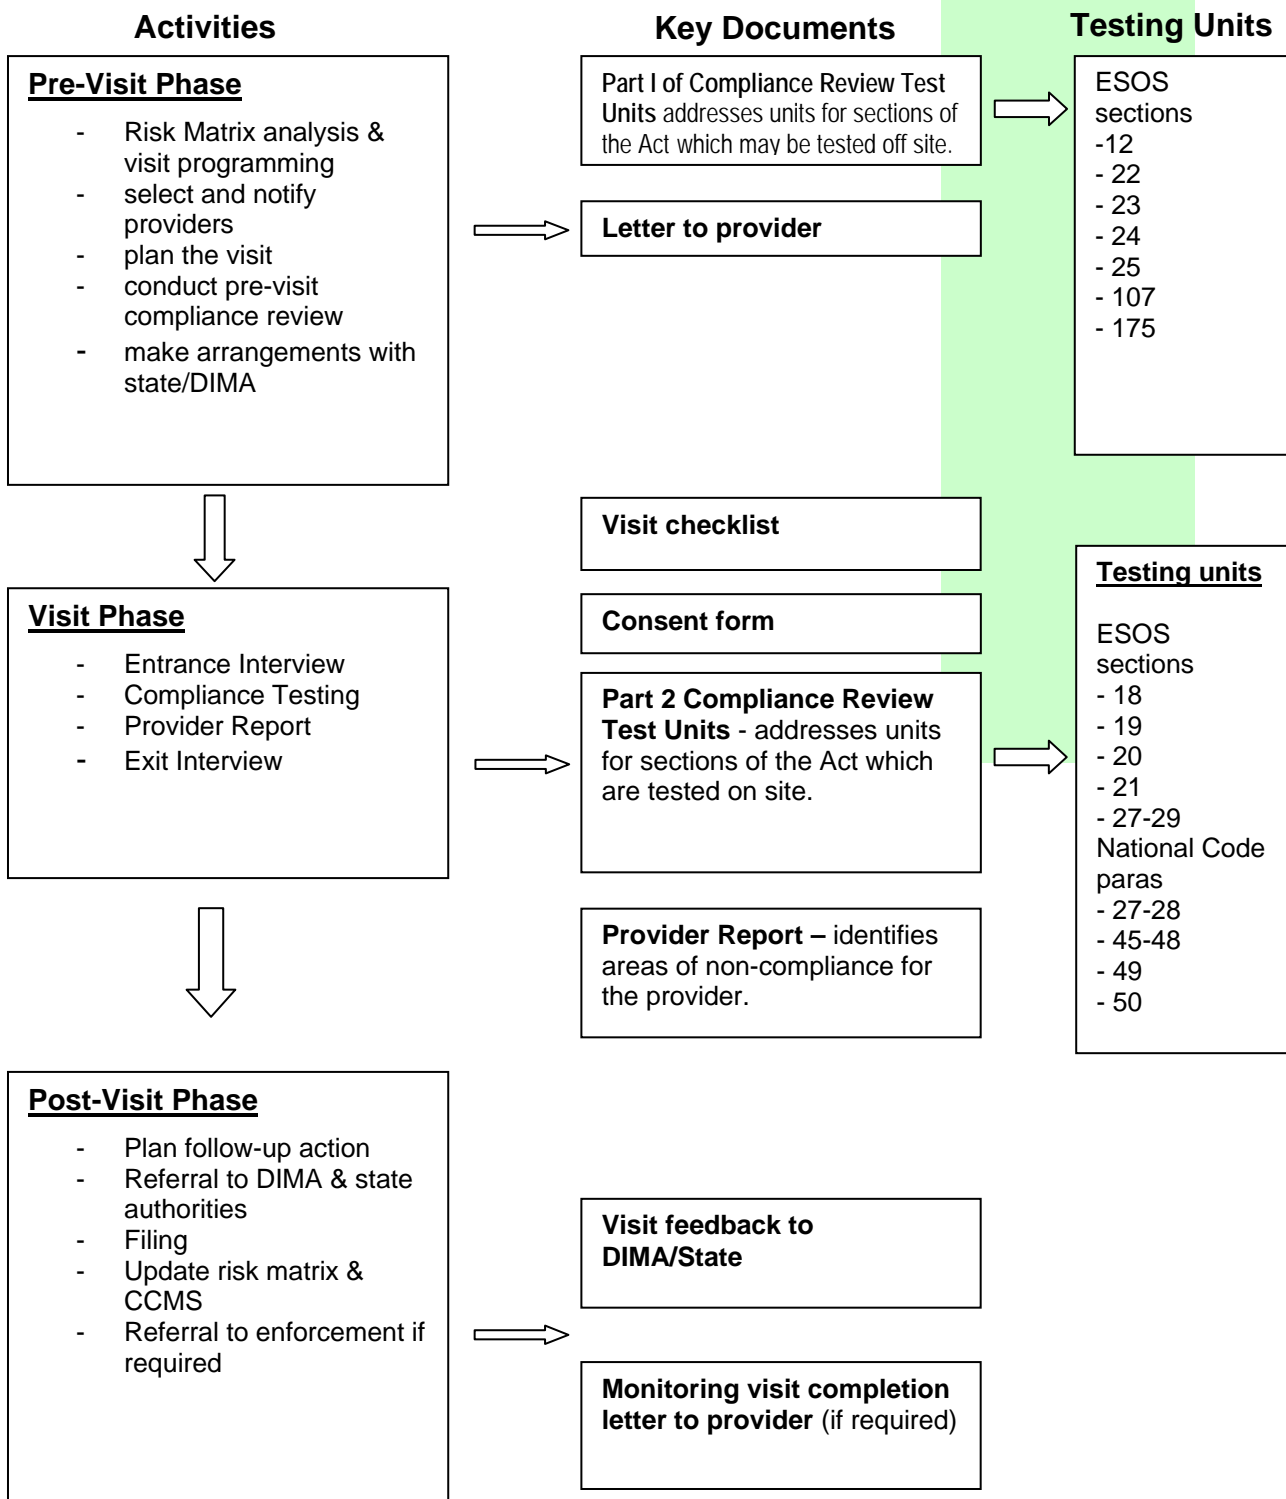 Activities
Key Documents
Testing Units
Pre-Visit Phase
- Risk Matrix analysis &
visit programming
- select and notify
providers
- plan the visit
- conduct pre-visit
compliance review
- make arrangements with
state/DIMA
Part I of Compliance Review Test
Units addresses units for sections of
the Act which may be tested off site.
Letter to provider
ESOS
sections
-12
- 22
- 23
- 24
- 25
- 107
- 175
Visit Phase
- Entrance Interview
- Compliance Testing
- Provider Report
- Exit Interview
Visit checklist
Consent form
Part 2 Compliance Review
Test Units - addresses units
for sections of the Act which
are tested on site.
Provider Report – identifies
areas of non-compliance for
the provider.
Testing units
ESOS
sections
- 18
- 19
- 20
- 21
- 27-29
National Code
paras
- 27-28
- 45-48
- 49
- 50
Post-Visit Phase
- Plan follow-up action
- Referral to DIMA & state
authorities
- Filing
- Update risk matrix &
CCMS
- Referral to enforcement if
required
Visit feedback to
DIMA/State
Monitoring visit completion
letter to provider (if required)